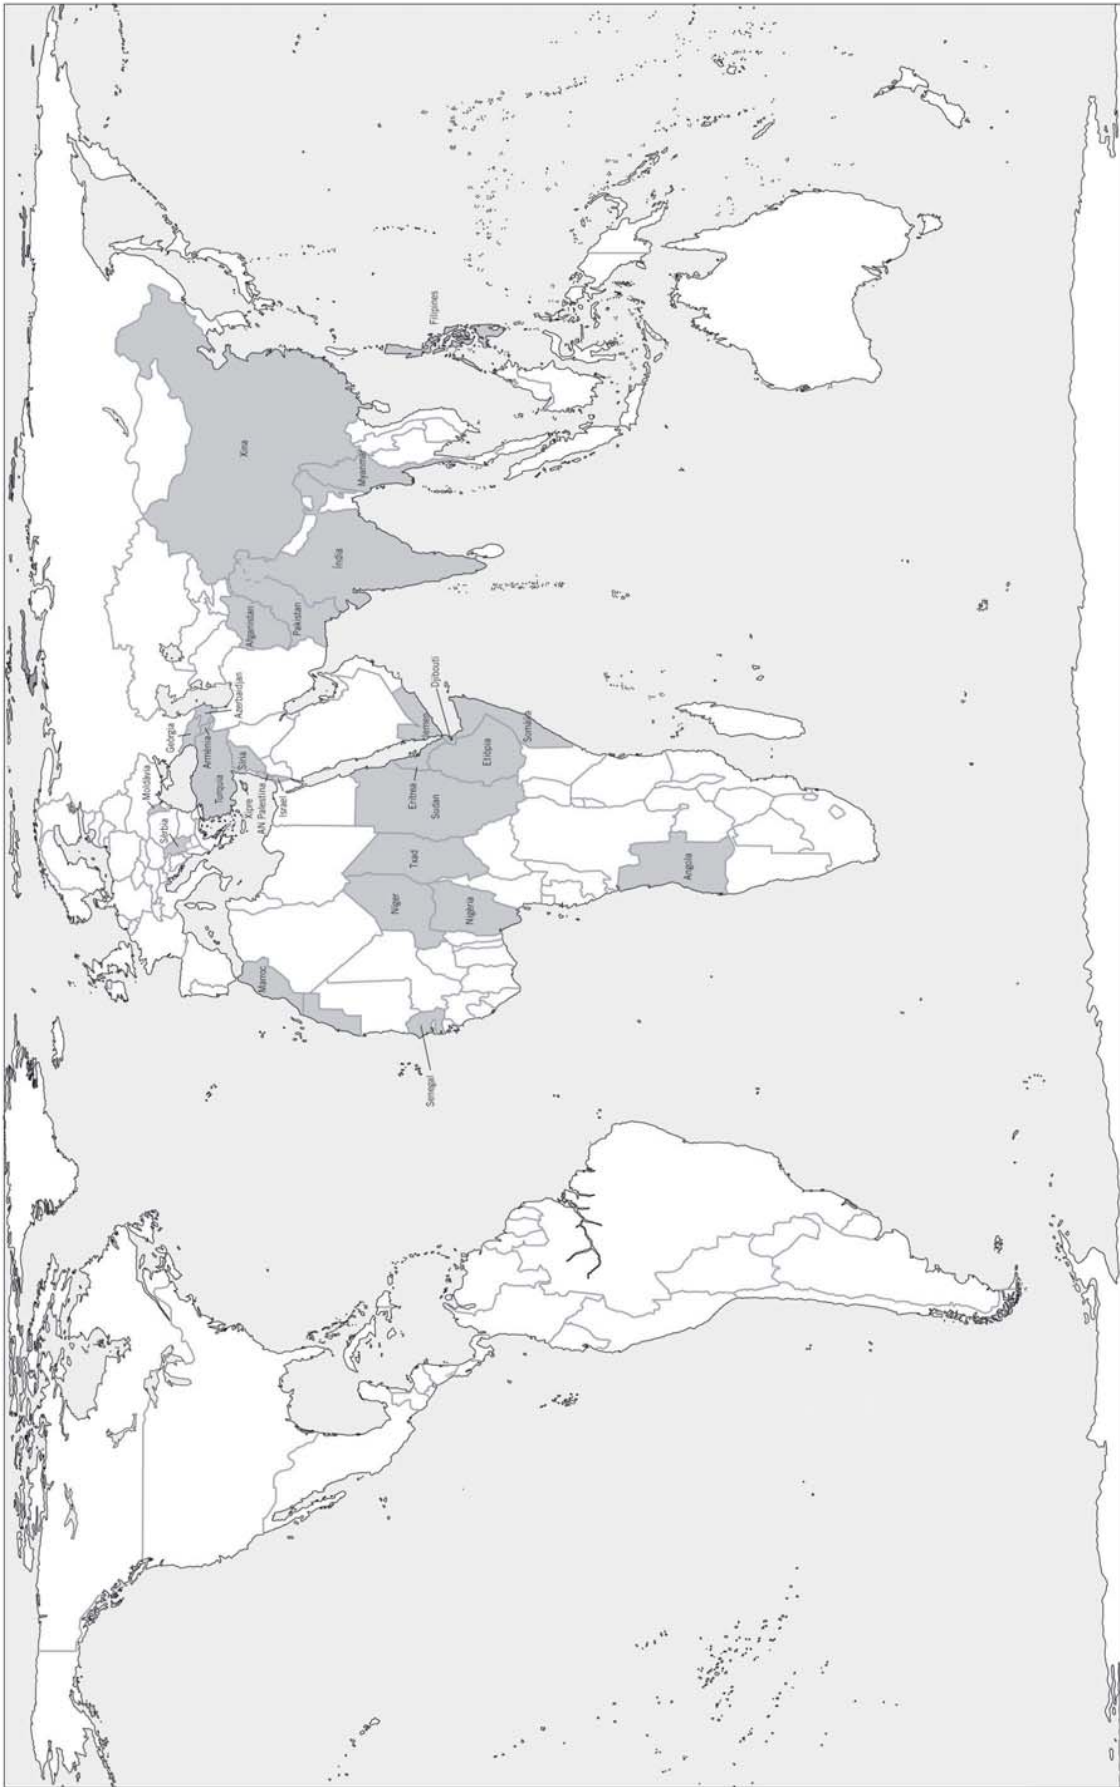 Moldàvia
Sèrbia
Geòrgia
Armènia
Turquia
Azerbaidjan
Síria
Xipre
AN Palestina
Israel
Xina
Afganistan
Pakistan
Índia
Myanmar
Filipines
Marroc
Senegal
Níger
Txad
Nigèria
Sudan
Eritrea
Iemen
Djibouti
Etiòpia
Somàlia
Angola